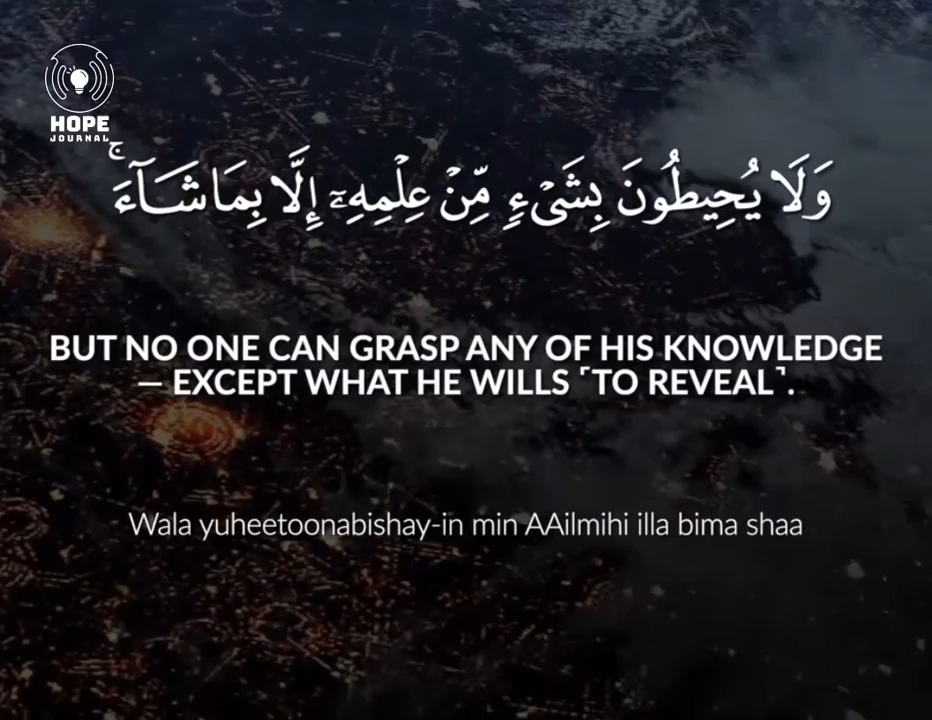 HOPE
JOURNAL
وَلَا يُحِيطُونَ بِشَىْءٍ مِّنْ عِلْمِهِۦٓ إِلَّا بِمَا شَآءَ ۚ
BUT NO ONE CAN GRASP ANY OF HIS KNOWLEDGE
– EXCEPT WHAT HE WILLS ˹TO REVEAL˺.
Wala yuheetoonabishay-in min AAilmihi illa bima shaa